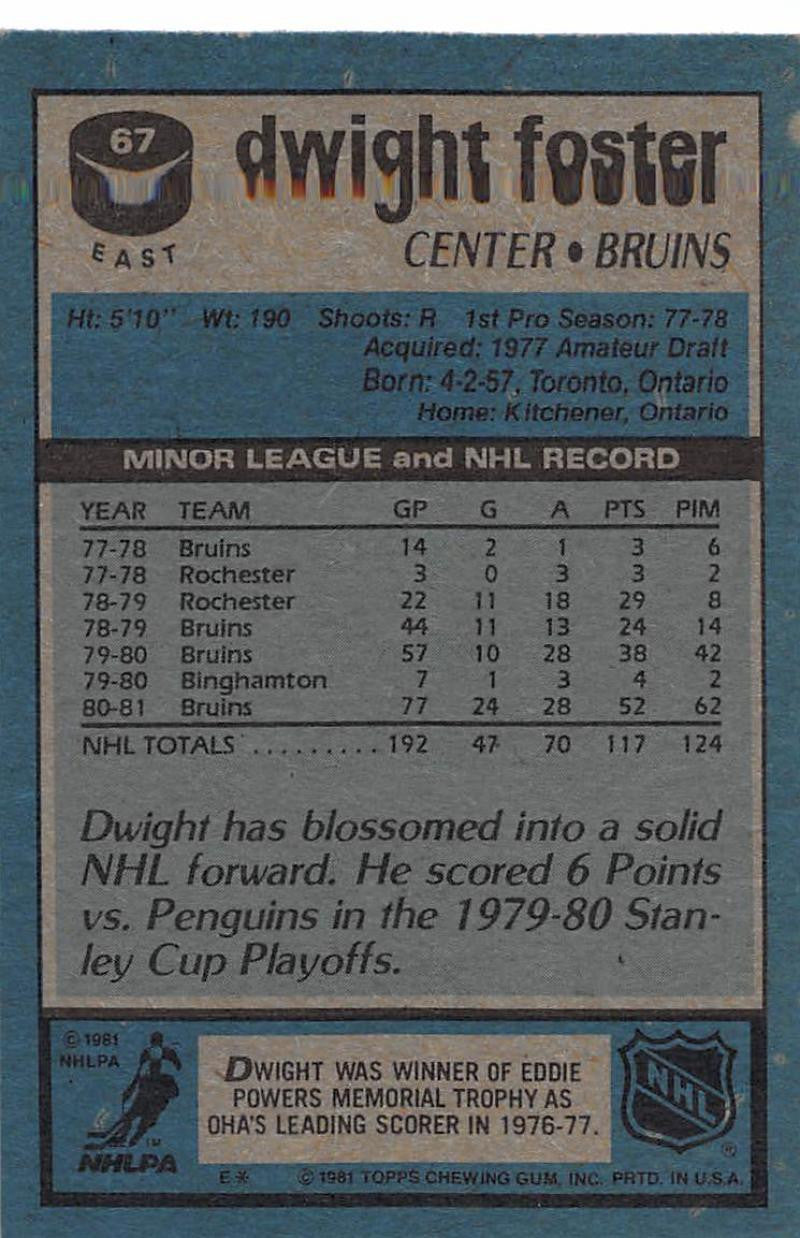 67
EAST
dwight foster
CENTER • BRUINS
Ht: 5'10" Wt: 190 Shoots: R 1st Pro Season: 77-78
Acquired: 1977 Amateur Draft
Born: 4-2-57, Toronto, Ontario
Home: Kitchener, Ontario
MINOR LEAGUE and NHL RECORD
YEAR TEAM GP G A PTS PIM
77-78 Bruins 14 2 1 3 6
77-78 Rochester 3 0 3 3 2
78-79 Rochester 22 11 18 29 8
78-79 Bruins 44 11 13 24 14
79-80 Bruins 57 10 28 38 42
79-80 Binghamton 7 1 3 4 2
80-81 Bruins 77 24 28 52 62
NHL TOTALS ......... 192 47 70 117 124
Dwight has blossomed into a solid
NHL forward. He scored 6 Points
vs. Penguins in the 1979-80 Stan-
ley Cup Playoffs.
© 1981
NHLPA
TM
NHLPA
DWIGHT WAS WINNER OF EDDIE
POWERS MEMORIAL TROPHY AS
OHA'S LEADING SCORER IN 1976-77.
NHL
®
E* © 1981 TOPPS CHEWING GUM, INC. PRTD. IN U.S.A.